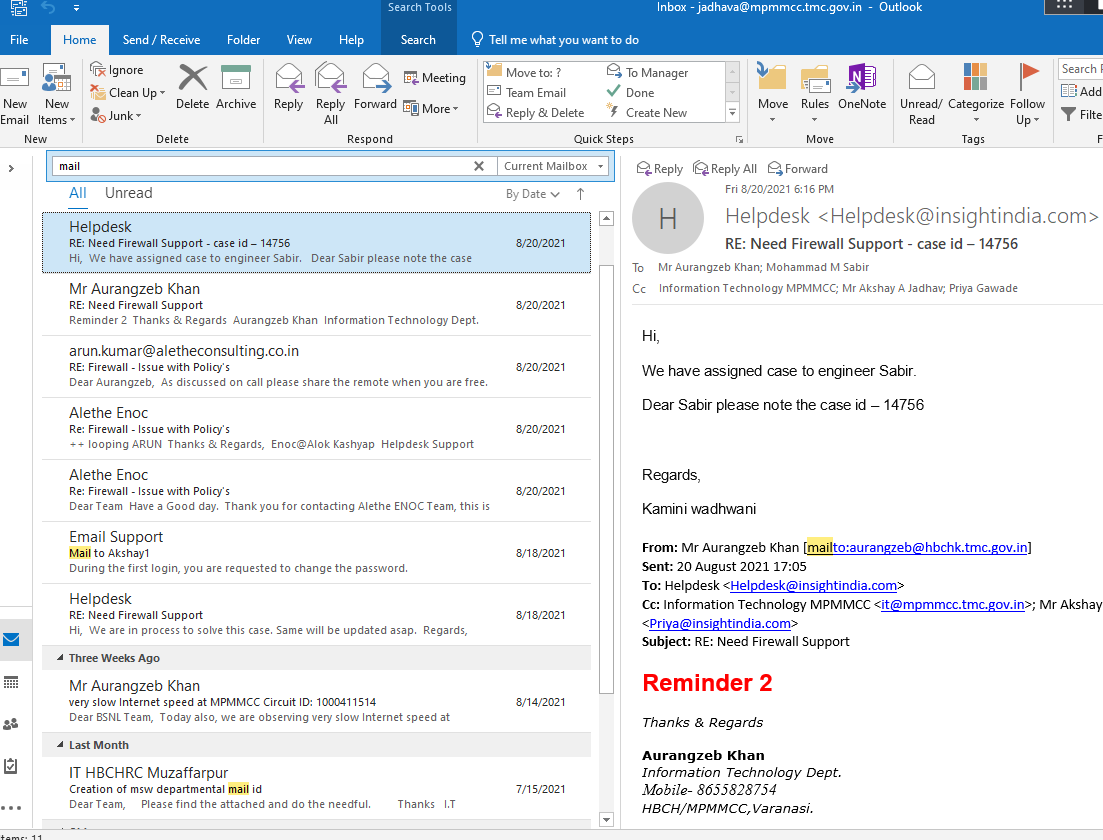 Search Tools
Inbox - jadhava@mpmmcc.tmc.gov.in - Outlook
File Home Send / Receive Folder View Help Search Tell me what you want to do
New Email
New Items
New
Ignore
Clean Up
Junk
Delete
Archive
Delete
Reply
Reply All
Forward
Meeting
More
Respond
Move to: ?
Team Email
Reply & Delete
To Manager
Done
Create New
Quick Steps
Move
Rules
OneNote
Move
Unread/ Read
Categorize
Follow Up
Tags
Search
Add
Filte
mail
Current Mailbox
All Unread
By Date
Helpdesk
RE: Need Firewall Support - case id – 14756 8/20/2021
Hi, We have assigned case to engineer Sabir. Dear Sabir please note the case
Mr Aurangzeb Khan
RE: Need Firewall Support 8/20/2021
Reminder 2 Thanks & Regards Aurangzeb Khan Information Technology Dept.
arun.kumar@aletheconsulting.co.in
RE: Firewall - Issue with Policy's 8/20/2021
Dear Aurangzeb, As discussed on call please share the remote when you are free.
Alethe Enoc
Re: Firewall - Issue with Policy's 8/20/2021
++ looping ARUN Thanks & Regards, Enoc@Alok Kashyap Helpdesk Support
Alethe Enoc
Re: Firewall - Issue with Policy's 8/20/2021
Dear Team Have a Good day. Thank you for contacting Alethe ENOC Team, this is
Email Support
Mail to Akshay1 8/18/2021
During the first login, you are requested to change the password.
Helpdesk
RE: Need Firewall Support 8/18/2021
Hi, We are in process to solve this case. Same will be updated asap. Regards,
Three Weeks Ago
Mr Aurangzeb Khan
very slow Internet speed at MPMMCC Circuit ID: 1000411514 8/14/2021
Dear BSNL Team, Today also, we are observing very slow Internet speed at
Last Month
IT HBCHRC Muzaffarpur
Creation of msw departmental mail id 7/15/2021
Dear Team, Please find the attached and do the needful. Thanks I.T
Reply Reply All Forward
Fri 8/20/2021 6:16 PM
H
Helpdesk <Helpdesk@insightindia.com>
RE: Need Firewall Support - case id – 14756
To Mr Aurangzeb Khan; Mohammad M Sabir
Cc Information Technology MPMMCC; Mr Akshay A Jadhav; Priya Gawade
Hi,
We have assigned case to engineer Sabir.
Dear Sabir please note the case id – 14756
Regards,
Kamini wadhwani
From: Mr Aurangzeb Khan [mailto:aurangzeb@hbchk.tmc.gov.in]
Sent: 20 August 2021 17:05
To: Helpdesk <Helpdesk@insightindia.com>
Cc: Information Technology MPMMCC <it@mpmmcc.tmc.gov.in>; Mr Akshay
<Priya@insightindia.com>
Subject: RE: Need Firewall Support
Reminder 2
Thanks & Regards
Aurangzeb Khan
Information Technology Dept.
Mobile- 8655828754
HBCH/MPMMCC,Varanasi.